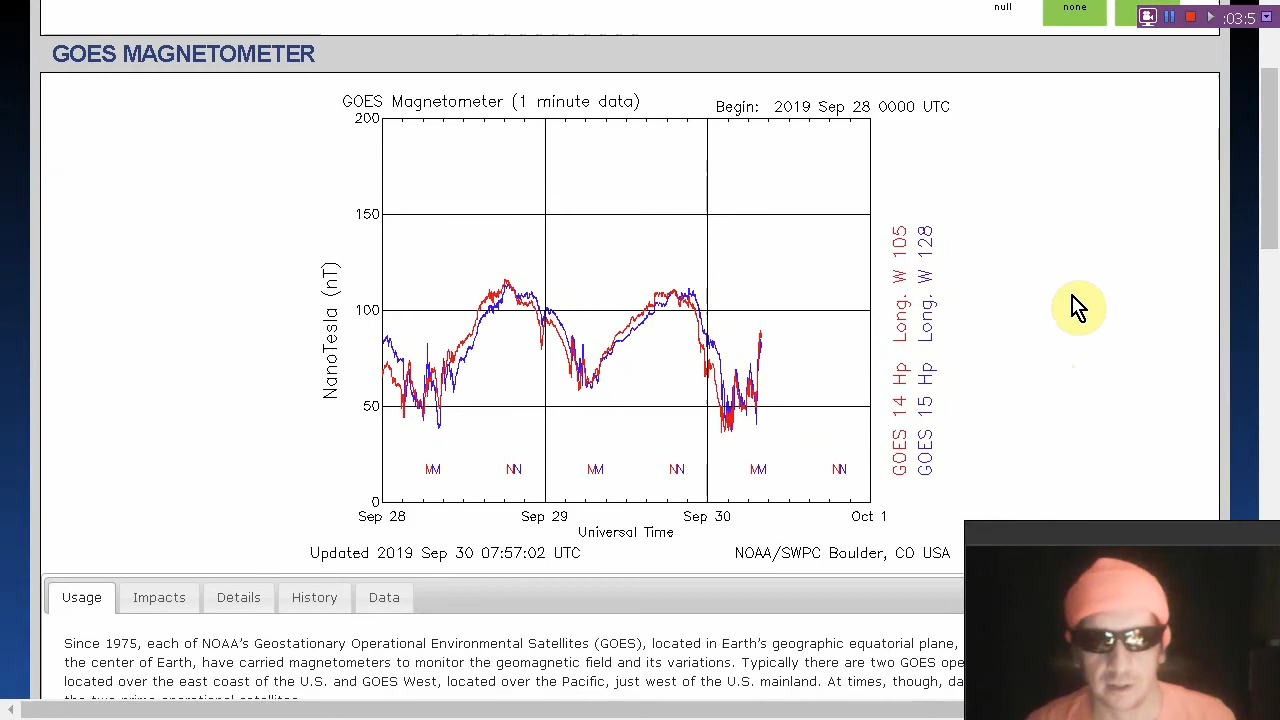 null
none
:03:5
GOES MAGNETOMETER
GOES Magnetometer (1 minute data)
Begin: 2019 Sep 28 0000 UTC
200
150
100
50
0
NanoTesla (nT)
GOES 14 Hp Long. W 105
GOES 15 Hp Long. W 128
MM NN MM NN MM NN
Sep 28 Sep 29 Sep 30 Oct 1
Universal Time
Updated 2019 Sep 30 07:57:02 UTC
NOAA/SWPC Boulder, CO USA
Usage Impacts Details History Data
Since 1975, each of NOAA's Geostationary Operational Environmental Satellites (GOES), located in Earth's geographic equatorial plane,
the center of Earth, have carried magnetometers to monitor the geomagnetic field and its variations. Typically there are two GOES ope
located over the east coast of the U.S. and GOES West, located over the Pacific, just west of the U.S. mainland. At times, though, da
the two prime operational satellites.